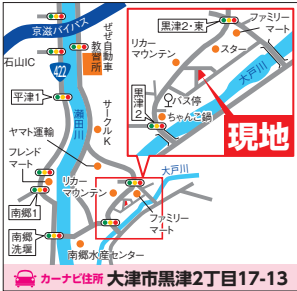 京滋バイパス
石山IC
422
ぜぜ自動車
教習所
平津1
瀬田川
サークルK
ヤマト運輸
フレンド
マート
リカー
マウンテン
南郷1
南郷
洗堰
大戸川
ファミリー
マート
南郷水産センター
黒津2・東
ファミリー
マート
リカー
マウンテン
スター
大戸川
黒津
2
バス停
ちゃんこ鍋
現地
カーナビ住所 大津市黒津2丁目17-13